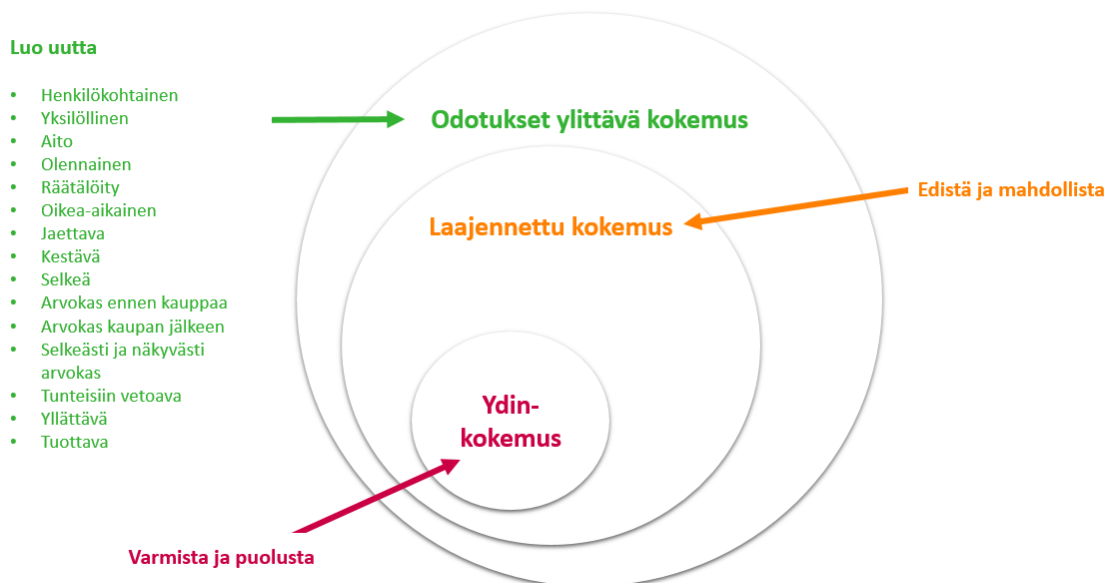 Luo uutta
• Henkilökohtainen
• Yksilöllinen
• Aito
• Olennainen
• Räätälöity
• Oikea-aikainen
• Jaettava
• Kestävä
• Selkeä
• Arvokas ennen kauppaa
• Arvokas kaupan jälkeen
• Selkeästi ja näkyvästi
arvokas
• Tunteisiin vetoava
• Yllättävä
• Tuottava
Odotukset ylittävä kokemus
Laajennettu kokemus
Edistä ja mahdollista
Ydin-
kokemus
Varmista ja puolusta